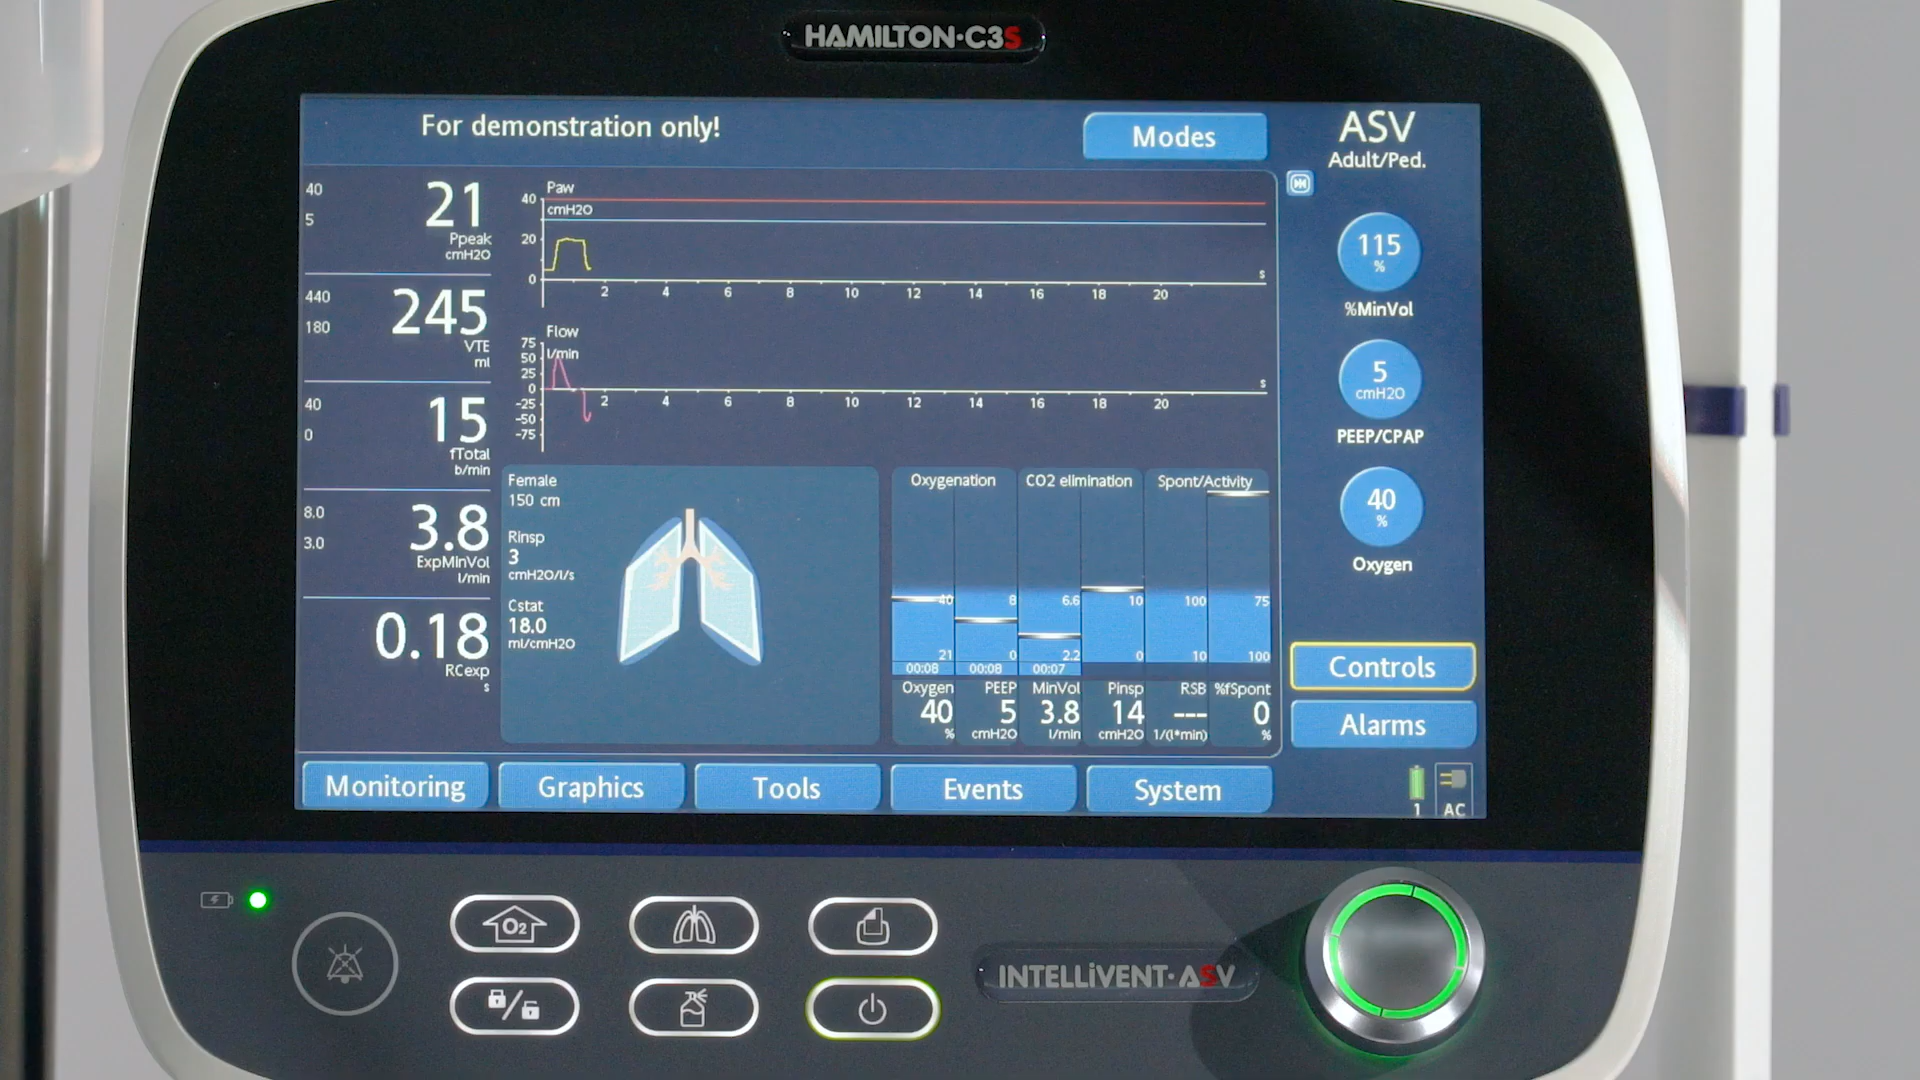 HAMILTON·C3S
For demonstration only!
Modes
ASV
Adult/Ped.
40
5
21
Ppeak
cmH2O
440
180
245
VTE
ml
40
0
15
fTotal
b/min
8.0
3.0
3.8
ExpMinVol
l/min
0.18
RCexp
s
Paw
40 cmH2O
20
0
s
2 4 6 8 10 12 14 16 18 20
Flow
75
50 l/min
25
0
-25
-50
-75
s
2 4 6 8 10 12 14 16 18 20
Female
150 cm
Rinsp
3
cmH2O/l/s
Cstat
18.0
ml/cmH2O
Oxygenation CO2 elimination Spont/Activity
40 8 6.6 10 100 75
21 0 2.2 0 10 100
00:08 00:08 00:07
Oxygen PEEP MinVol Pinsp RSB %fSpont
40 5 3.8 14 --- 0
% cmH2O l/min cmH2O 1/(l*min) %
115
%
%MinVol
5
cmH2O
PEEP/CPAP
40
%
Oxygen
Controls
Alarms
Monitoring Graphics Tools Events System
1 AC
O2
INTELLiVENT·ASV